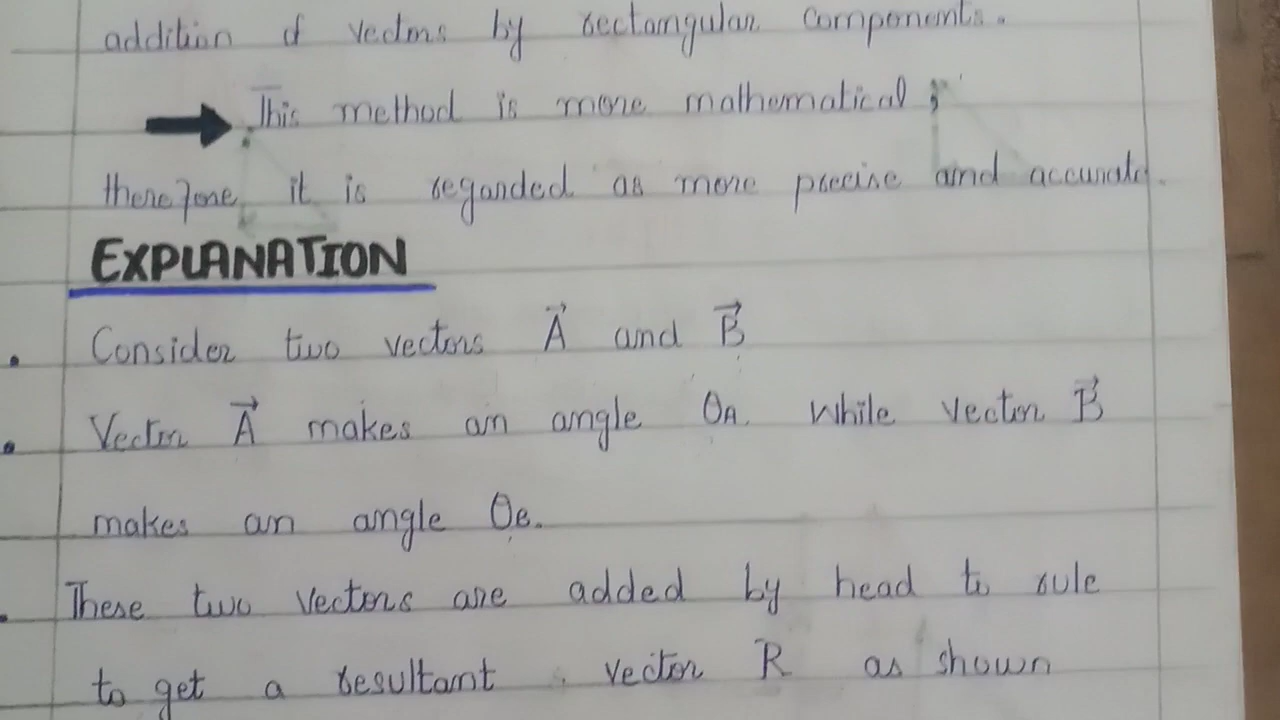 addition of vectors by rectangular components.
This method is more mathematical ;
therefore it is regarded as more precise and accurate.
EXPLANATION
Consider two vectors A⃗ and B⃗
Vector A⃗ makes an angle θA. While vector B⃗
makes an angle θB.
These two vectors are added by head to rule
to get a resultant vector R as shown